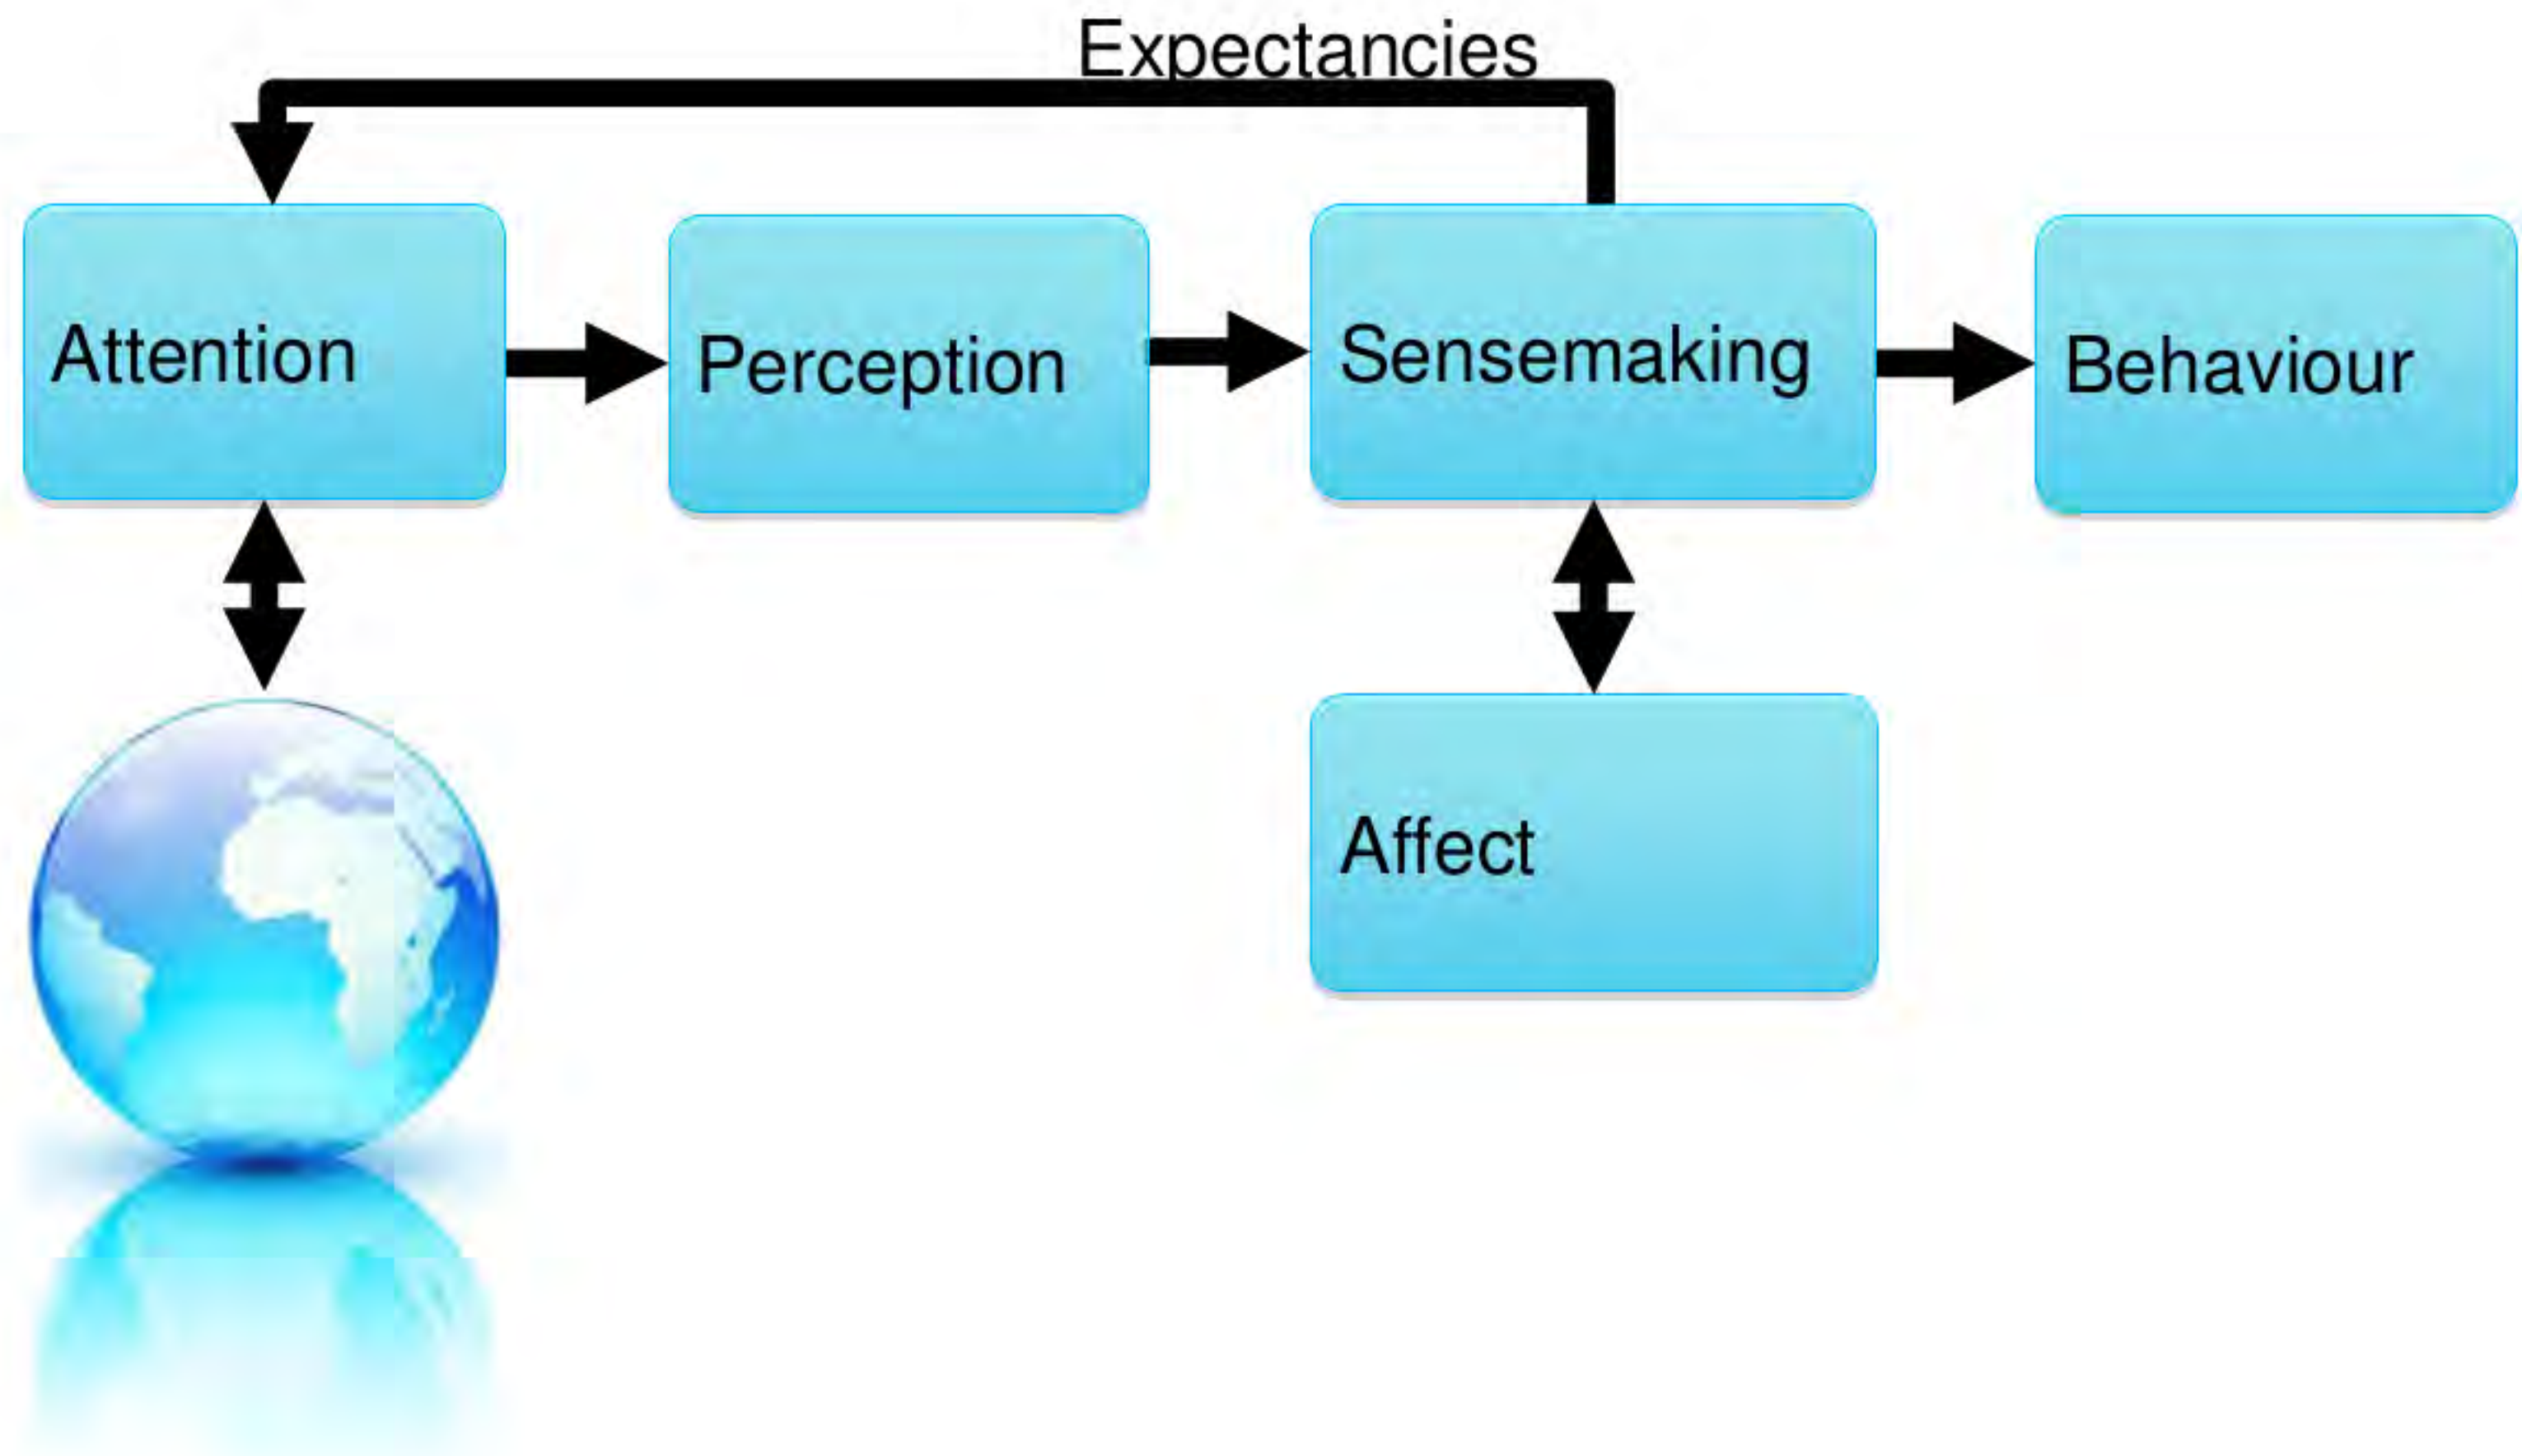 Expectancies
Attention
Perception
Sensemaking
Behaviour
Affect